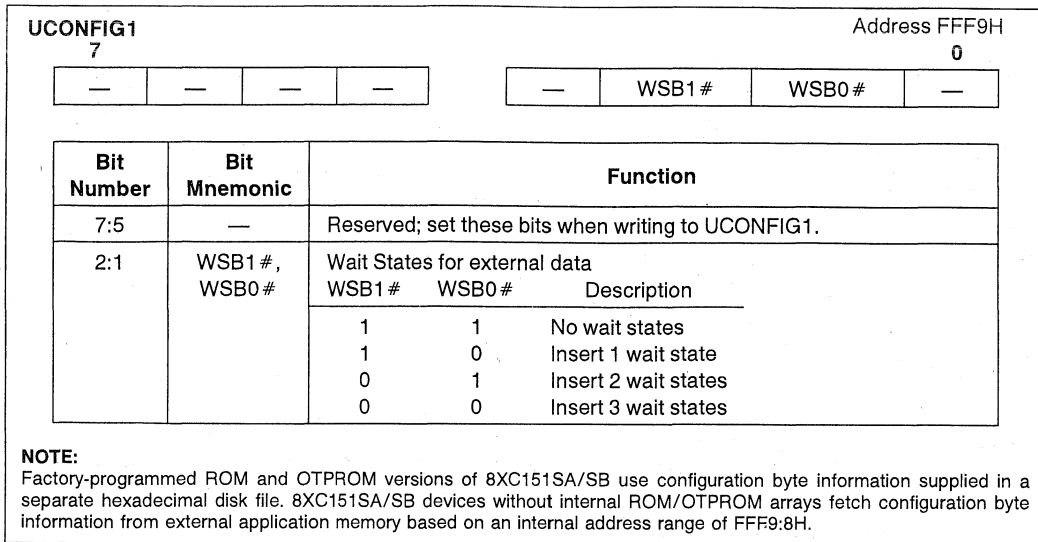 UCONFIG1 Address FFF9H
7 0
— — — — — WSB1# WSB0# —
Bit Number Bit Mnemonic Function
7:5 — Reserved; set these bits when writing to UCONFIG1.
2:1 WSB1#, Wait States for external data
WSB0# WSB1# WSB0# Description
1 1 No wait states
1 0 Insert 1 wait state
0 1 Insert 2 wait states
0 0 Insert 3 wait states
NOTE:
Factory-programmed ROM and OTPROM versions of 8XC151SA/SB use configuration byte information supplied in a
separate hexadecimal disk file. 8XC151SA/SB devices without internal ROM/OTPROM arrays fetch configuration byte
information from external application memory based on an internal address range of FFF9:8H.